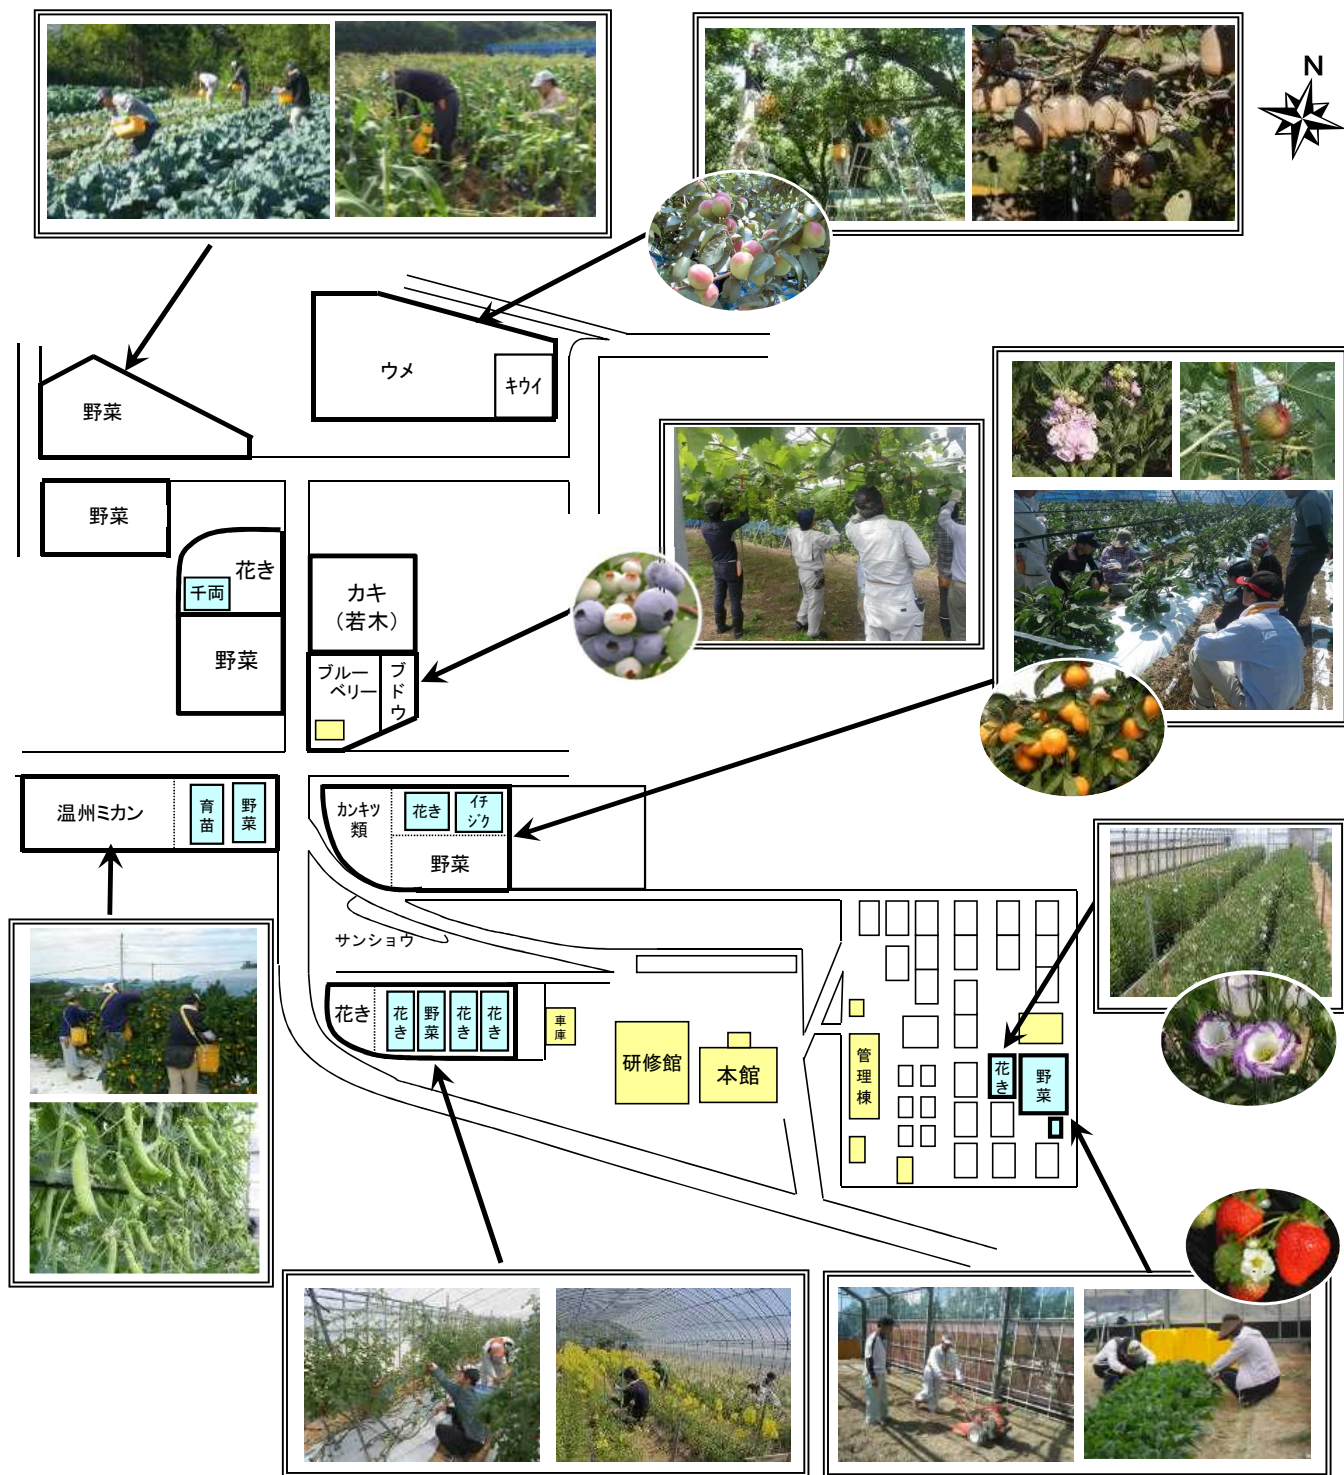 N
ウメ
キウイ
野菜
野菜
花き
千両
野菜
カキ
（若木）
ブルー
ベリー
ブドウ
温州ミカン
育苗
野菜
カンキツ
類
花き
イチ
ジク
野菜
サンショウ
花き
花き
野菜
花き
花き
車庫
研修館
本館
管理棟
花き
野菜